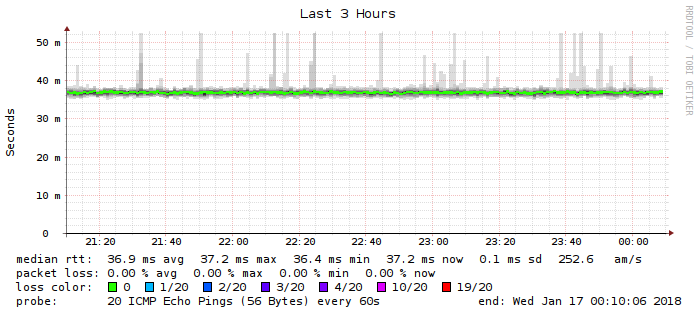 Last 3 Hours
RRDTOOL / TOBI OETIKER
Seconds
50 m
40 m
30 m
20 m
10 m
0
21:20 21:40 22:00 22:20 22:40 23:00 23:20 23:40 00:00
median rtt: 36.9 ms avg 37.2 ms max 36.4 ms min 37.2 ms now 0.1 ms sd 252.6 am/s
packet loss: 0.00 % avg 0.00 % max 0.00 % min 0.00 % now
loss color: 0 1/20 2/20 3/20 4/20 10/20 19/20
probe: 20 ICMP Echo Pings (56 Bytes) every 60s end: Wed Jan 17 00:10:06 2018